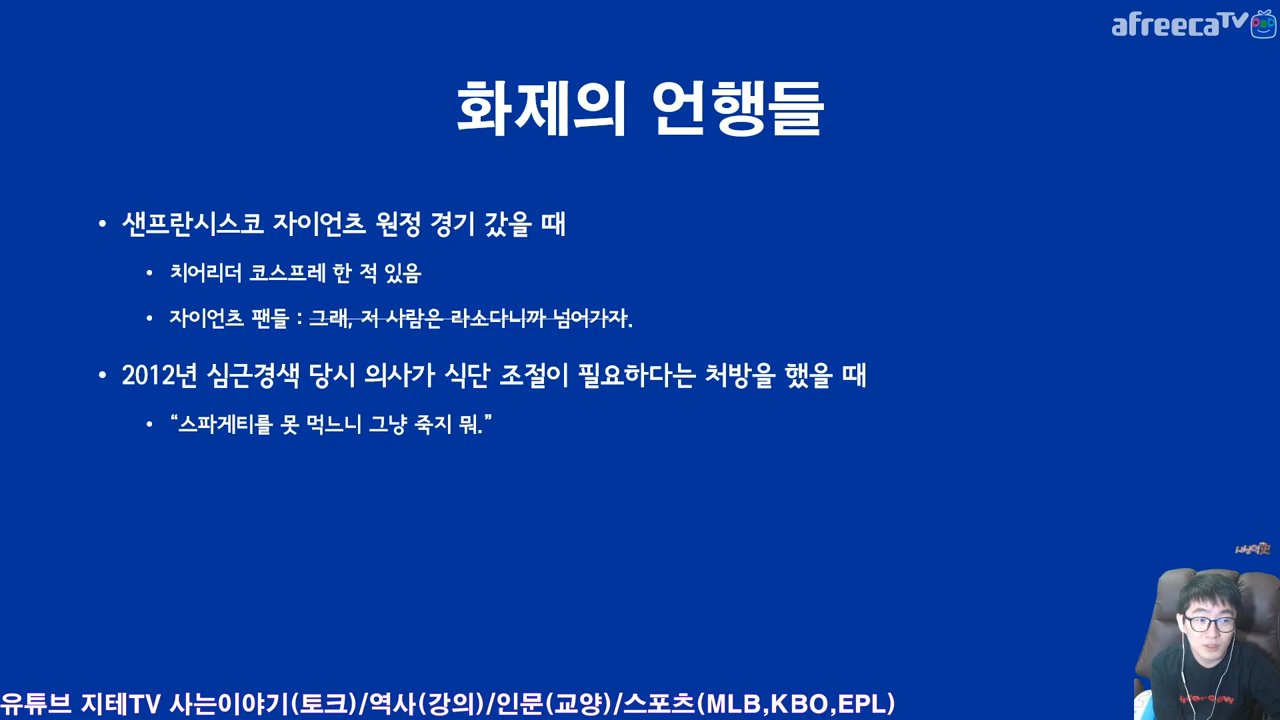 afreecaTV
화제의 언행들
• 샌프란시스코 자이언츠 원정 경기 갔을 때
• 치어리더 코스프레 한 적 있음
• 자이언츠 팬들 : 그래, 저 사람은 라소다니까 넘어가자.
• 2012년 심근경색 당시 의사가 식단 조절이 필요하다는 처방을 했을 때
• “스파게티를 못 먹느니 그냥 죽지 뭐.”
유튜브 지테TV 사는이야기(토크)/역사(강의)/인문(교양)/스포츠(MLB,KBO,EPL)